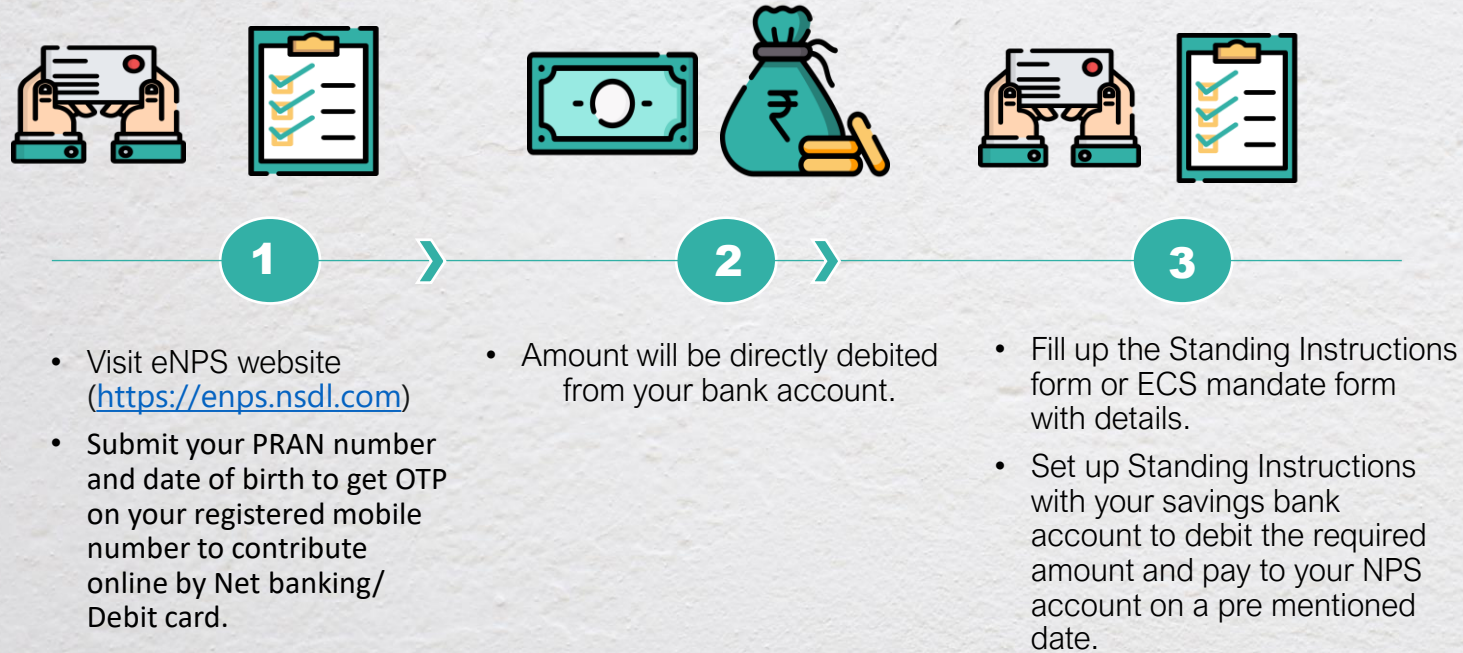 ₹
1
2
3
• Visit eNPS website
(https://enps.nsdl.com)
• Submit your PRAN number
and date of birth to get OTP
on your registered mobile
number to contribute
online by Net banking/
Debit card.
• Amount will be directly debited
from your bank account.
• Fill up the Standing Instructions
form or ECS mandate form
with details.
• Set up Standing Instructions
with your savings bank
account to debit the required
amount and pay to your NPS
account on a pre mentioned
date.